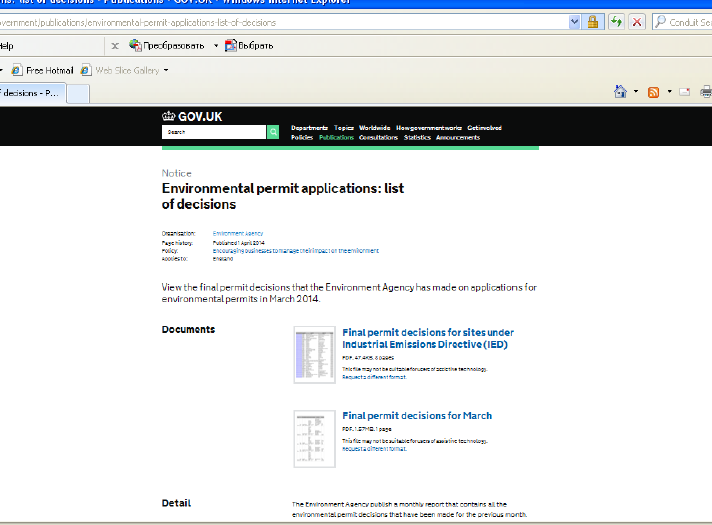 list of decisions - Publications - GOV.UK - Windows Internet Explorer
overnment/publications/environmental-permit-applications-list-of-decisions
Conduit Sea
Help
x
Преобразовать
Выбрать
Free Hotmail
Web Slice Gallery
f decisions - P...
GOV.UK
Search
Departments Topics Worldwide How government works Get involved
Policies Publications Consultations Statistics Announcements
Notice
Environmental permit applications: list
of decisions
Organisation: Environment Agency
Page history: Published 1 April 2014
Policy: Encouraging businesses to manage their impact on the environment
Applies to: England
View the final permit decisions that the Environment Agency has made on applications for
environmental permits in March 2014.
Documents
Final permit decisions for sites under
Industrial Emissions Directive (IED)
PDF, 47.4KB, 8 pages
This file may not be suitable for users of assistive technology.
Request a different format.
Final permit decisions for March
PDF, 1.57MB, 1 page
This file may not be suitable for users of assistive technology.
Request a different format.
Detail
The Environment Agency publish a monthly report that contains all the
environmental permit decisions that have been made for the previous month.